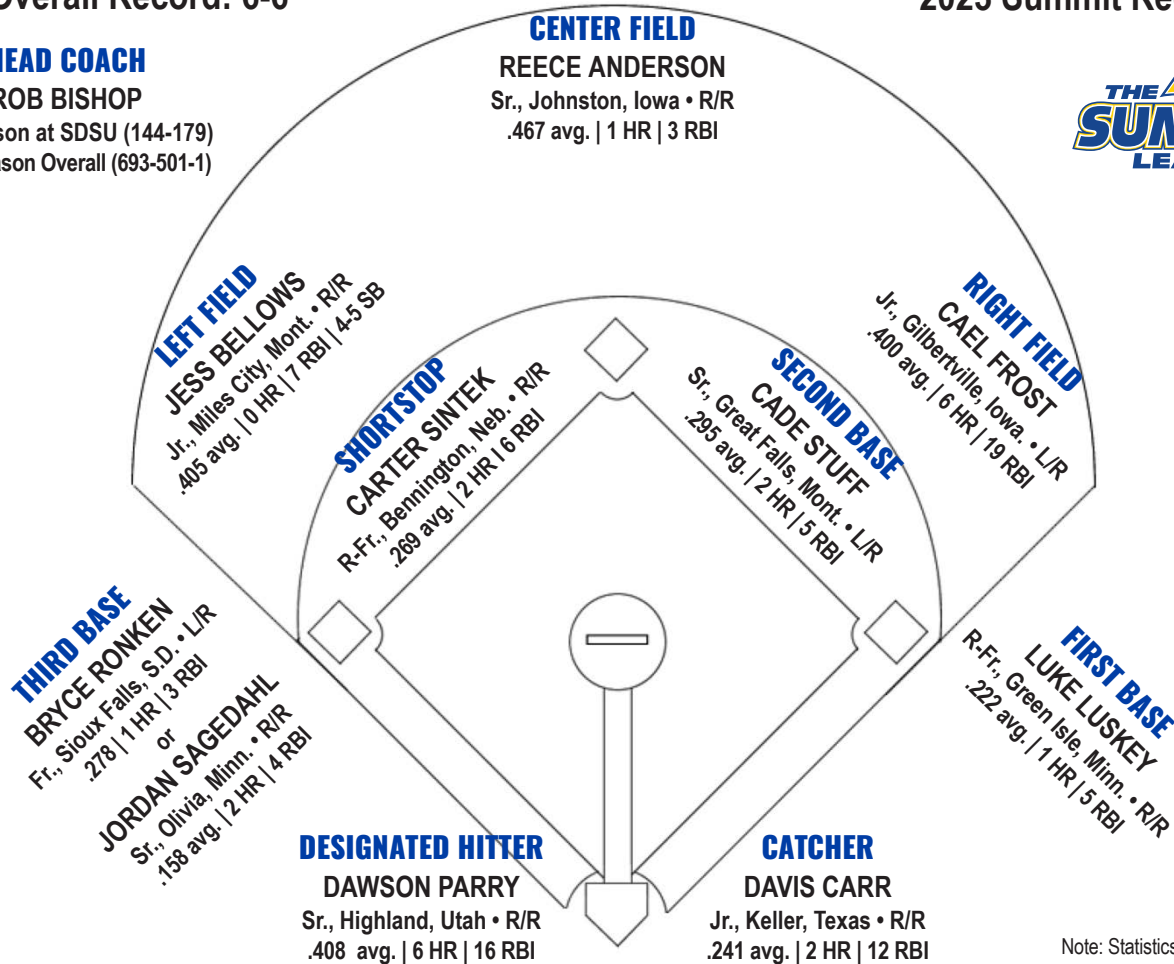 Overall Record: 6-6
2025 Summit Re
HEAD COACH
ROB BISHOP
son at SDSU (144-179)
ason Overall (693-501-1)
CENTER FIELD
REECE ANDERSON
Sr., Johnston, Iowa • R/R
.467 avg. | 1 HR | 3 RBI
THE
SUM
LEA
LEFT FIELD
JESS BELLOWS
Jr., Miles City, Mont. • R/R
.405 avg. | 0 HR | 7 RBI | 4-5 SB
RIGHT FIELD
CAEL FROST
Jr., Gilbertville, Iowa. • L/R
.400 avg. | 6 HR | 19 RBI
SHORTSTOP
CARTER SINTEK
R-Fr., Bennington, Neb. • R/R
.269 avg. | 2 HR l 6 RBI
SECOND BASE
CADE STUFF
Sr., Great Falls, Mont. • L/R
.295 avg. | 2 HR | 5 RBI
THIRD BASE
BRYCE RONKEN
Fr., Sioux Falls, S.D. • L/R
.278 | 1 HR | 3 RBI
or
JORDAN SAGEDAHL
Sr., Olivia, Minn. • R/R
.158 avg. | 2 HR | 4 RBI
FIRST BASE
LUKE LUSKEY
R-Fr., Green Isle, Minn. • R/R
.222 avg. | 1 HR | 5 RBI
DESIGNATED HITTER
DAWSON PARRY
Sr., Highland, Utah • R/R
.408 avg. | 6 HR | 16 RBI
CATCHER
DAVIS CARR
Jr., Keller, Texas • R/R
.241 avg. | 2 HR | 12 RBI
Note: Statistics